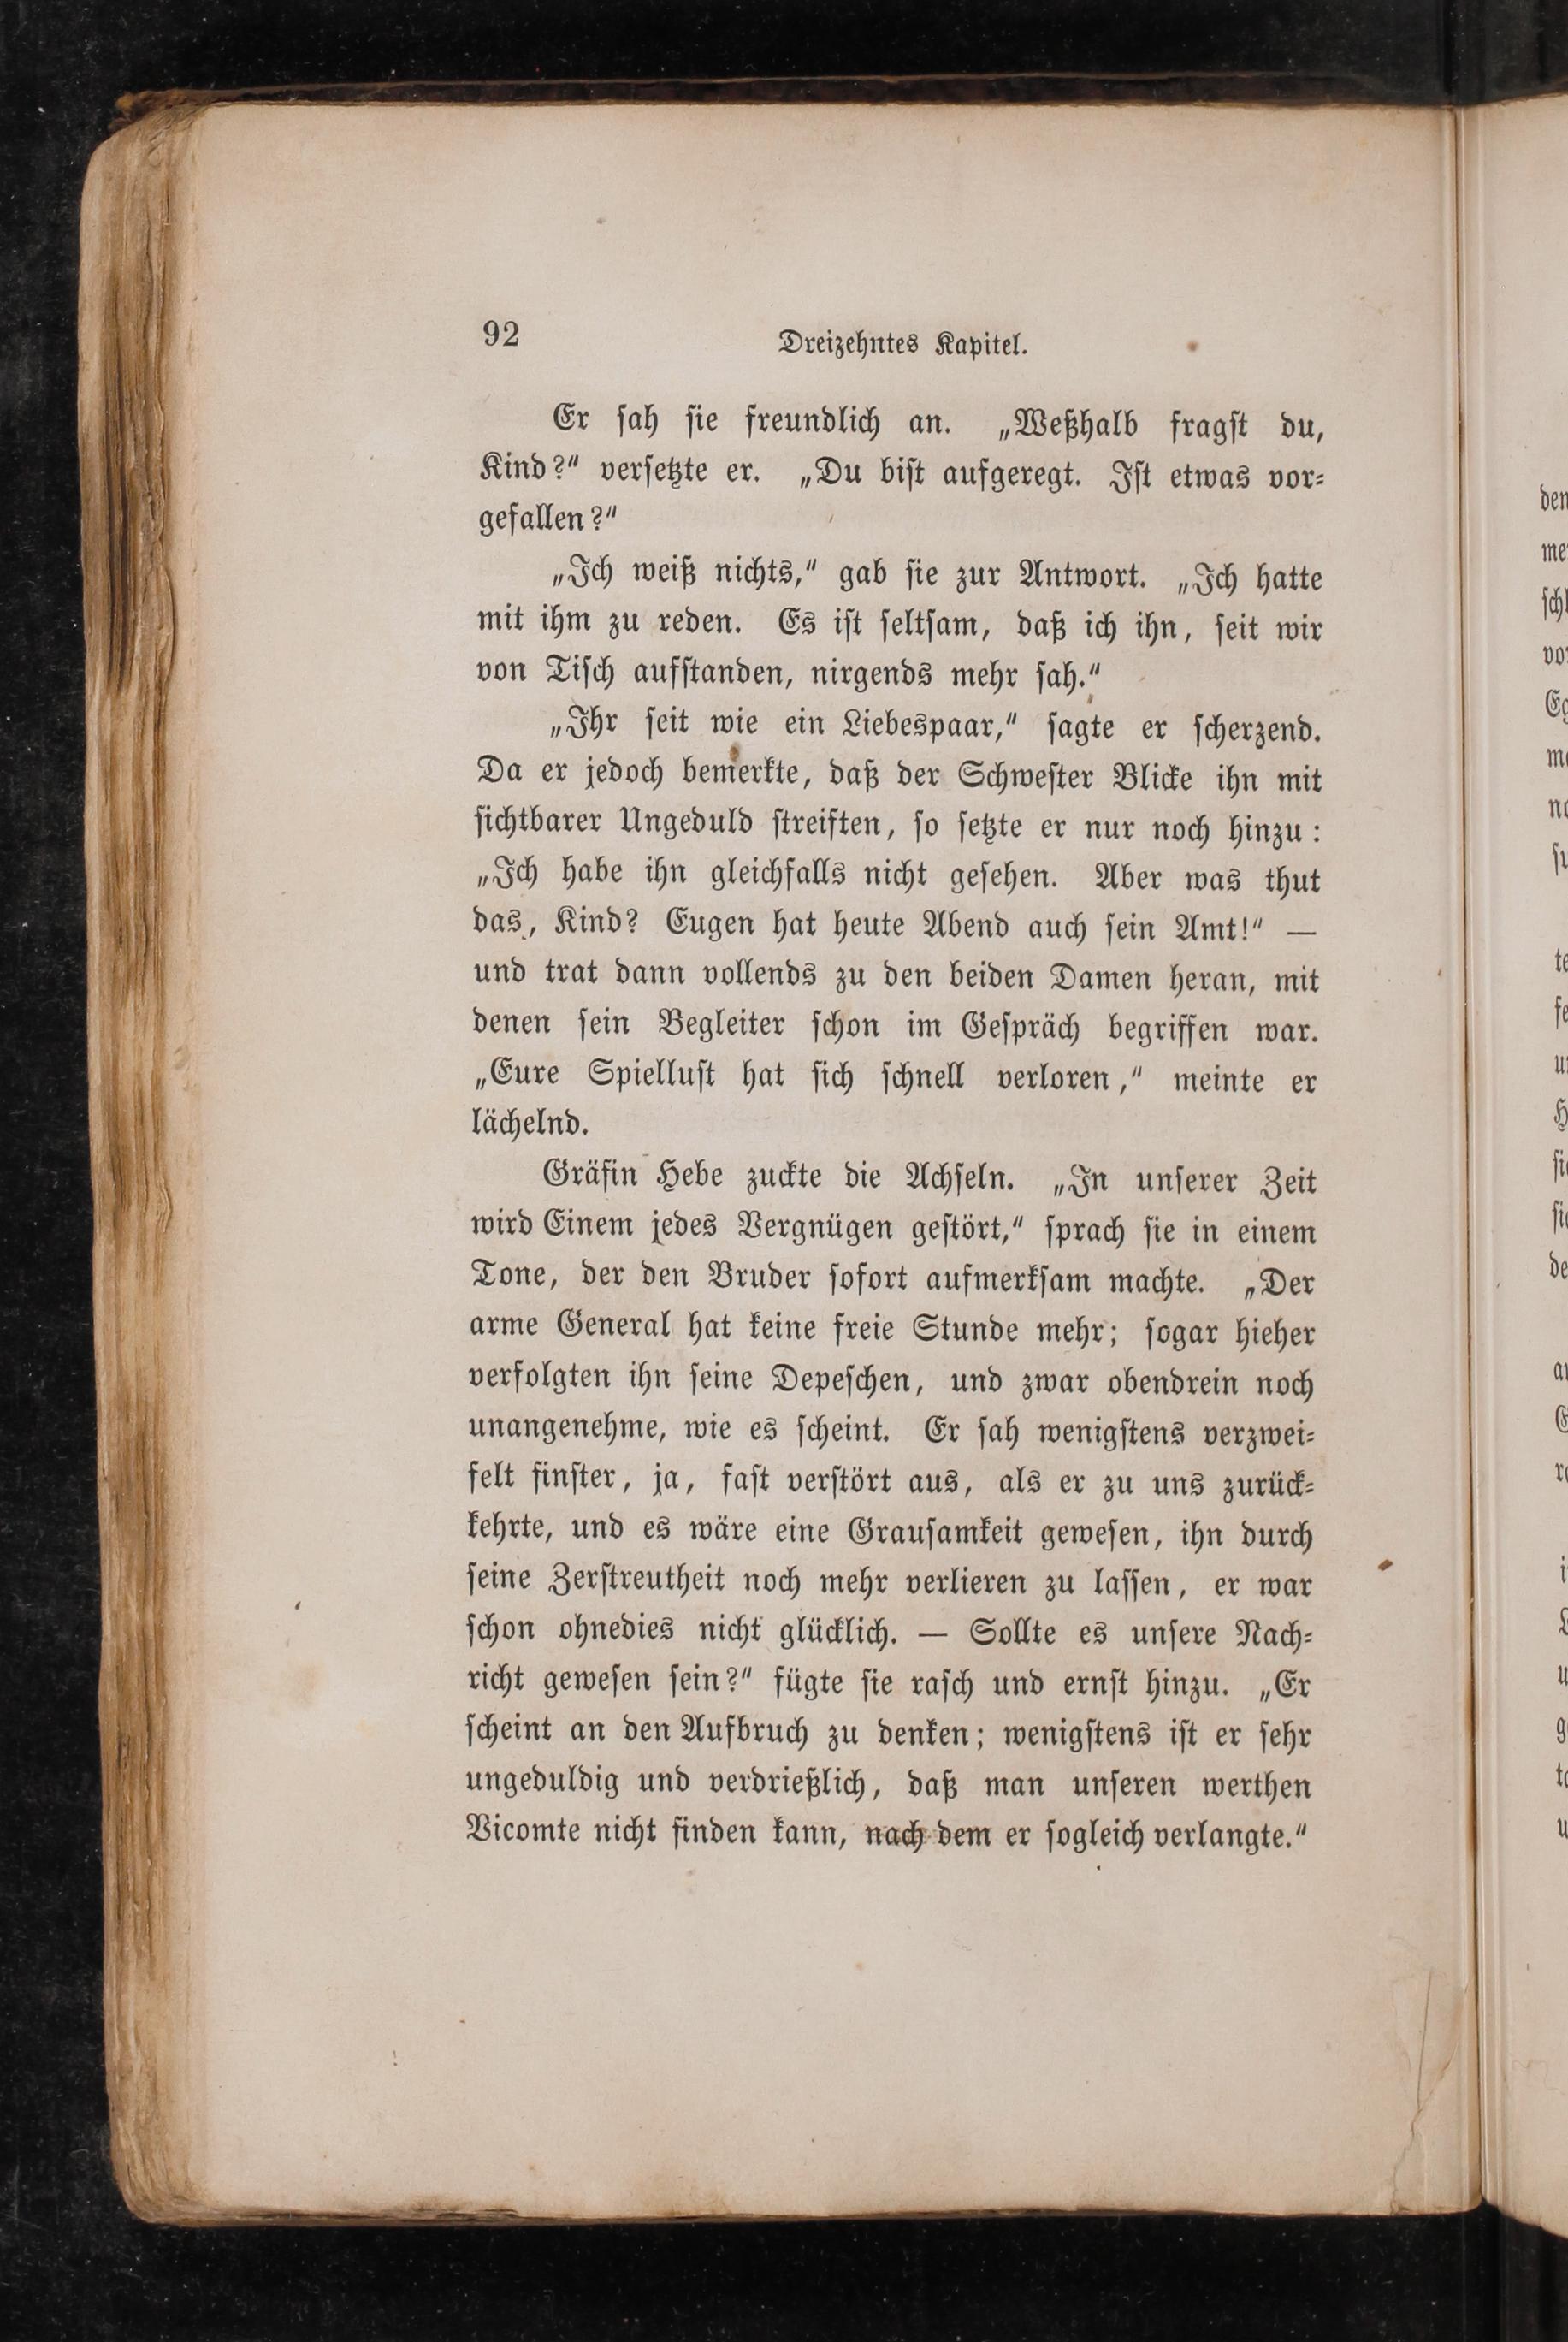 92
Dreizehntes Kapitel.
Er ſah ſie freundlich an. „Weßhalb fragſt du,
Kind?“ verſetzte er. „Du biſt aufgeregt. Iſt etwas vor⸗
gefallen?“
„Ich weiß nichts,“ gab ſie zur Antwort. „Ich hatte
mit ihm zu reden. Es iſt ſeltſam, daß ich ihn, ſeit wir
von Tiſch aufſtanden, nirgends mehr ſah.“
„Ihr ſeit wie ein Liebespaar,“ ſagte er ſcherzend.
Da er jedoch bemerkte, daß der Schweſter Blicke ihn mit
ſichtbarer Ungeduld ſtreiften, ſo ſetzte er nur noch hinzu:
„Ich habe ihn gleichfalls nicht geſehen. Aber was thut
das, Kind? Eugen hat heute Abend auch ſein Amt!“ —
und trat dann vollends zu den beiden Damen heran, mit
denen ſein Begleiter ſchon im Geſpräch begriffen war.
„Eure Spielluſt hat ſich ſchnell verloren,“ meinte er
lächelnd.
Gräfin Hebe zuckte die Achſeln. „In unſerer Zeit
wird Einem jedes Vergnügen geſtört,“ ſprach ſie in einem
Tone, der den Bruder ſofort aufmerkſam machte. „Der
arme General hat keine freie Stunde mehr; ſogar hieher
verfolgten ihn ſeine Depeſchen, und zwar obendrein noch
unangenehme, wie es ſcheint. Er ſah wenigſtens verzwei⸗
felt finſter, ja, faſt verſtört aus, als er zu uns zurück⸗
kehrte, und es wäre eine Grauſamkeit geweſen, ihn durch
ſeine Zerſtreutheit noch mehr verlieren zu laſſen, er war
ſchon ohnedies nicht glücklich. — Sollte es unſere Nach⸗
richt geweſen ſein?“ fügte ſie raſch und ernſt hinzu. „Er
ſcheint an den Aufbruch zu denken; wenigſtens iſt er ſehr
ungeduldig und verdrießlich, daß man unſeren werthen
Vicomte nicht finden kann, nach dem er ſogleich verlangte.“